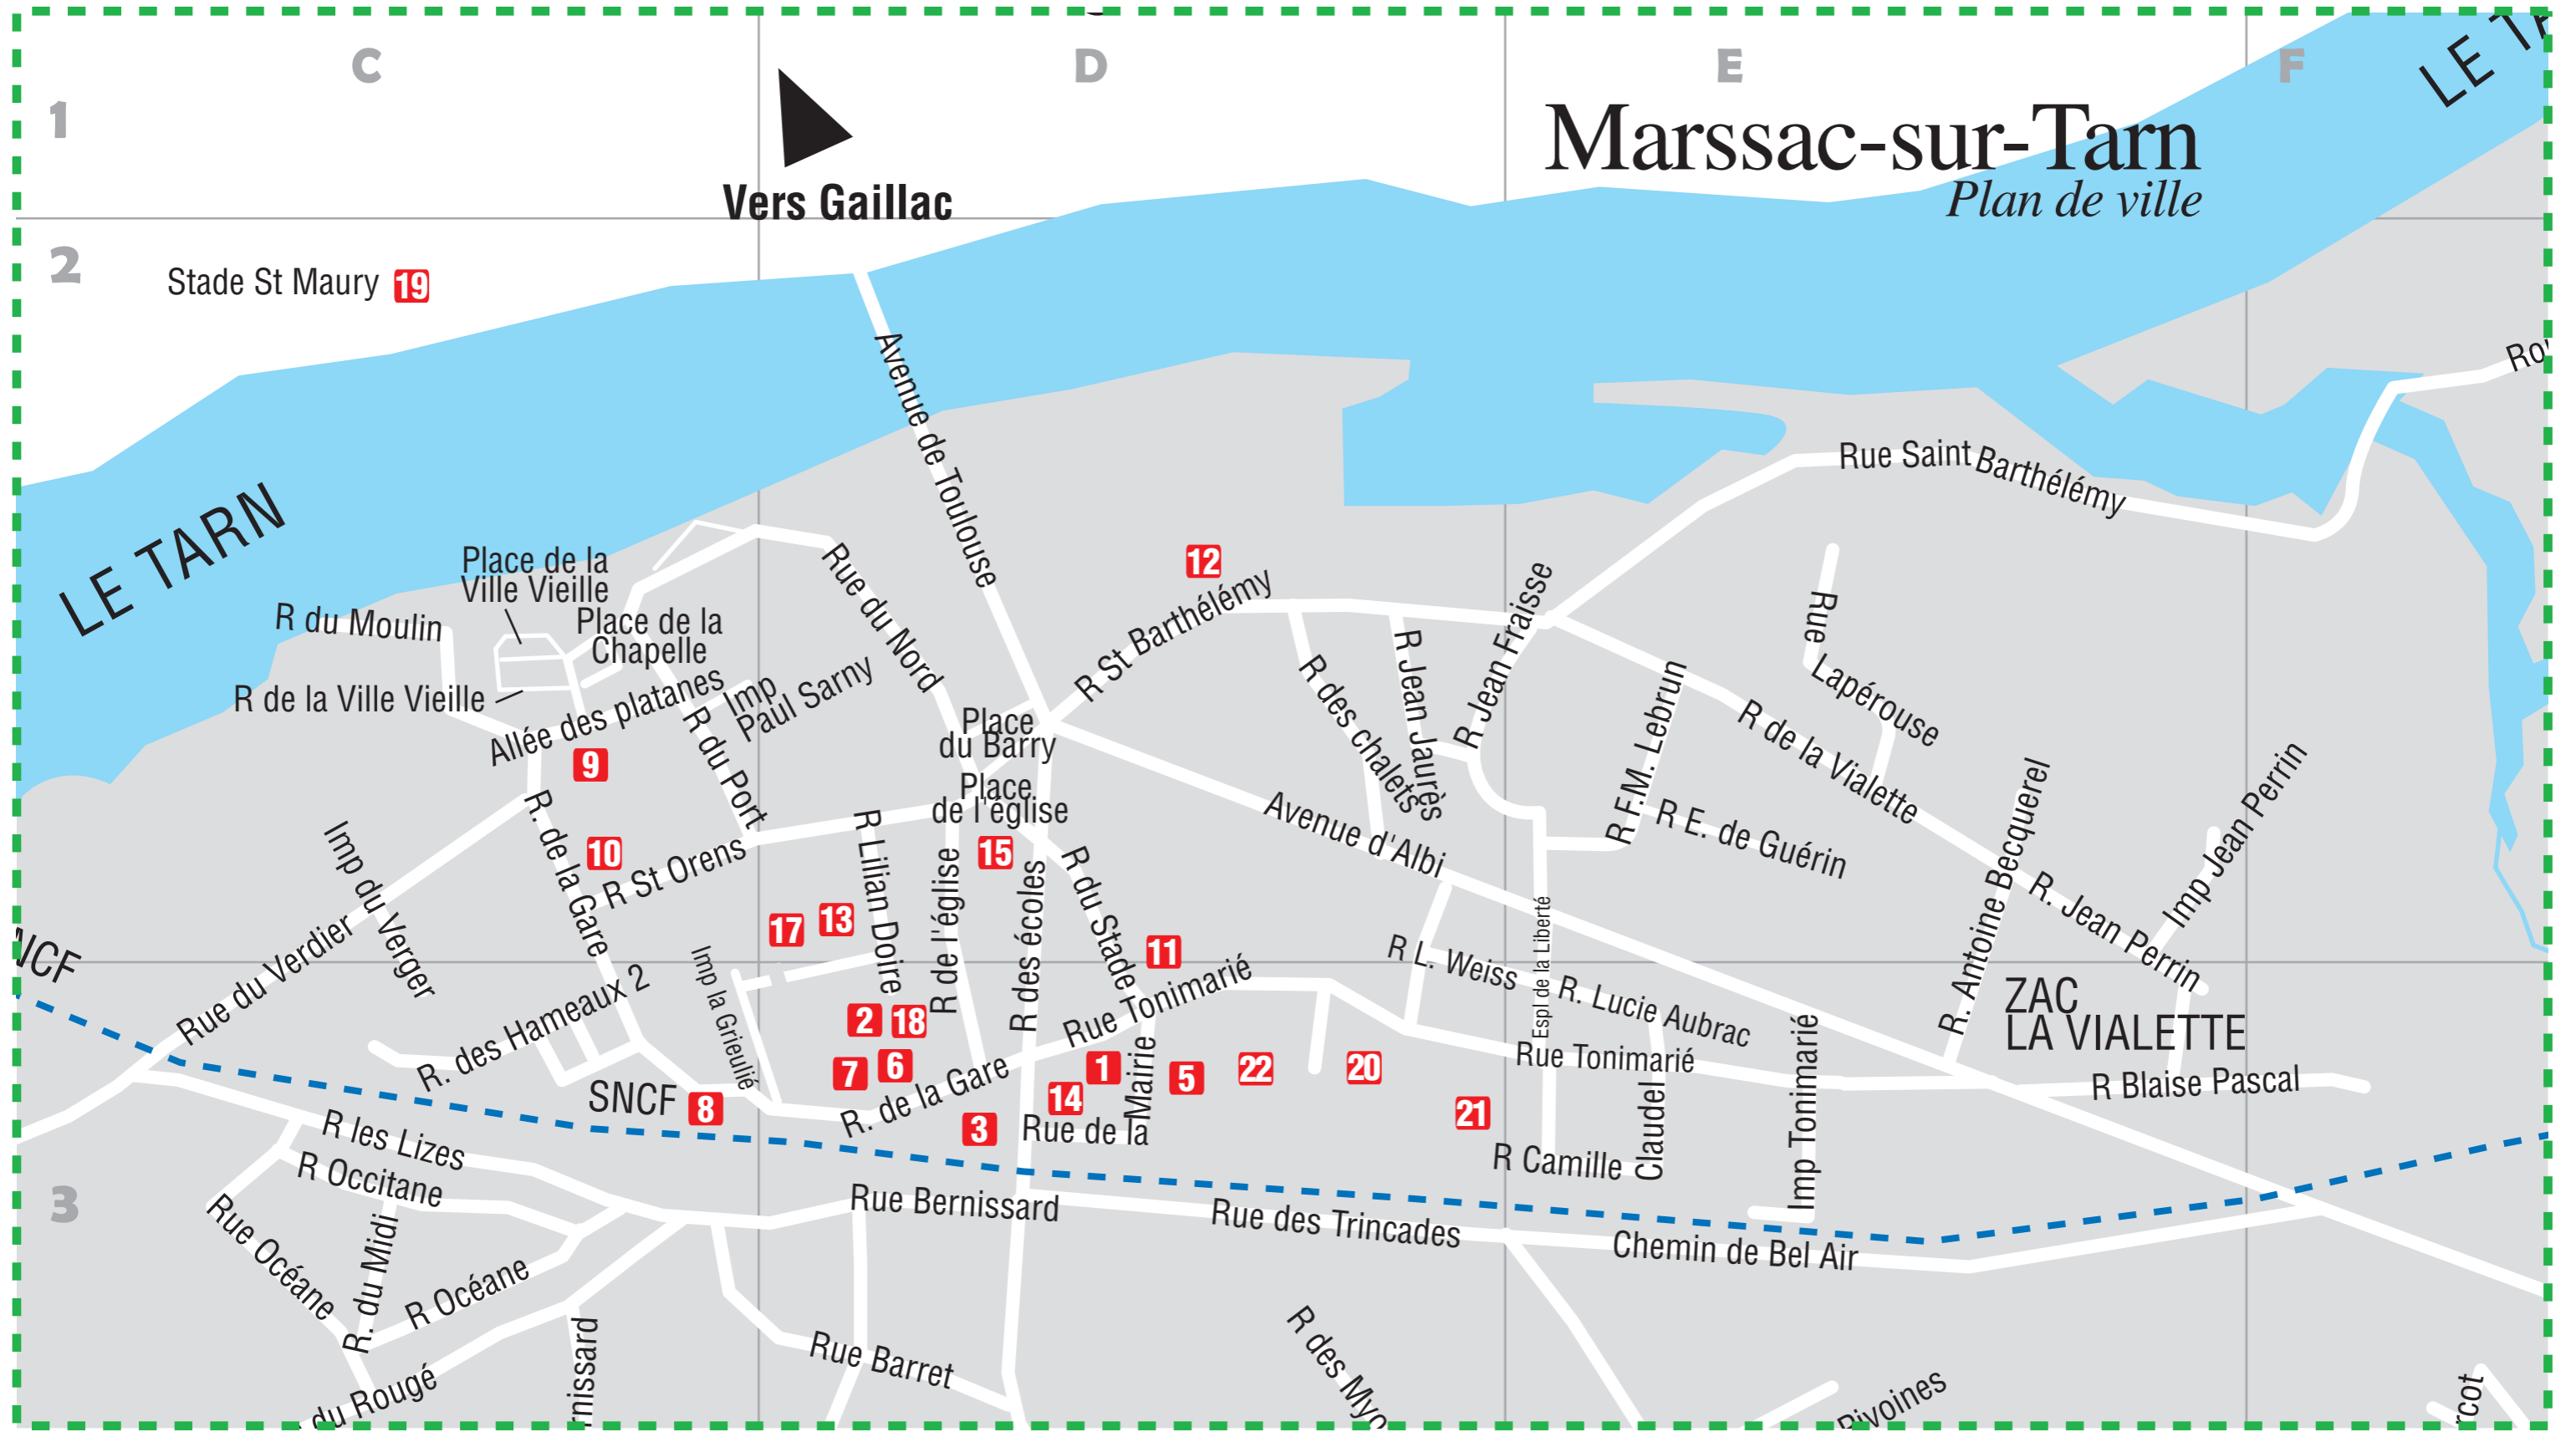 C
D
E
F
1
LE T
Marssac-sur-Tarn
Plan de ville
Vers Gaillac
2
Stade St Maury 19
Avenue de Toulouse
Rue Saint Barthélémy
LE TARN
Place de la
Ville Vieille
R du Moulin
Place de la
Chapelle
R de la Ville Vieille
Allée des platanes
Imp
Paul Sarny
Rue du Nord
12
R St Barthélémy
R des chalets
R Jean Jaurès
R Jean Fraisse
R F.M. Lebrun
Rue
Lapérouse
R de la Vialette
R E. de Guérin
Place
du Barry
Place
de l'église
Avenue d'Albi
9
R du Port
10
R. de la Gare
R St Orens
Imp du Verger
Rue du Verdier
NCF
R Lilian Doire
R de l'église
15
R des écoles
R du Stade
17
13
11
Rue Tonimarié
R L. Weiss
Espl de la Liberté
R. Lucie Aubrac
R. Antoine Becquerel
R. Jean Perrin
Imp Jean Perrin
ZAC
LA VIALETTE
R. des Hameaux 2
Imp la Grieulié
2
18
7
6
R. de la Gare
1
14
Rue de la
Mairie
5
22
20
21
3
SNCF 8
Rue Tonimarié
R Camille
Claudel
Imp Tonimarié
R Blaise Pascal
3
R les Lizes
R Occitane
Rue Océane
R. du Midi
R Océane
Rue Bernissard
Rue des Trincades
Chemin de Bel Air
Rue Barret
du Rougé
nissard
R des Myo
Pivoines
rcot